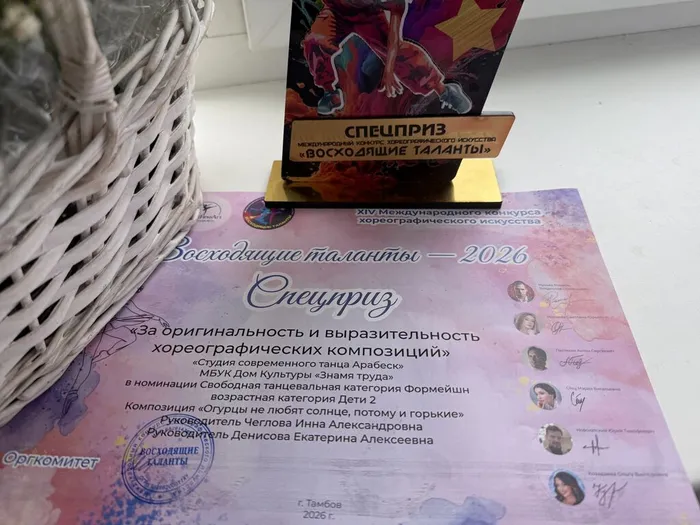 СПЕЦПРИЗ
МЕЖДУНАРОДНЫЙ КОНКУРС ХОРЕОГРАФИЧЕСКОГО ИСКУССТВА
«ВОСХОДЯЩИЕ ТАЛАНТЫ»
XIV Международного конкурса
хореографического искусства
Восходящие таланты — 2026
Спецприз
«За оригинальность и выразительность
хореографических композиций»
«Студия современного танца Арабеск»
МБУК Дом Культуры «Знамя труда»
в номинации Свободная танцевальная категория Формейшн
возрастная категория Дети 2
Композиция «Огурцы не любят солнце, потому и горькие»
Руководитель Чеглова Инна Александровна
Руководитель Денисова Екатерина Алексеевна
Оргкомитет
ВОСХОДЯЩИЕ
ТАЛАНТЫ
г. Тамбов
2026 г.